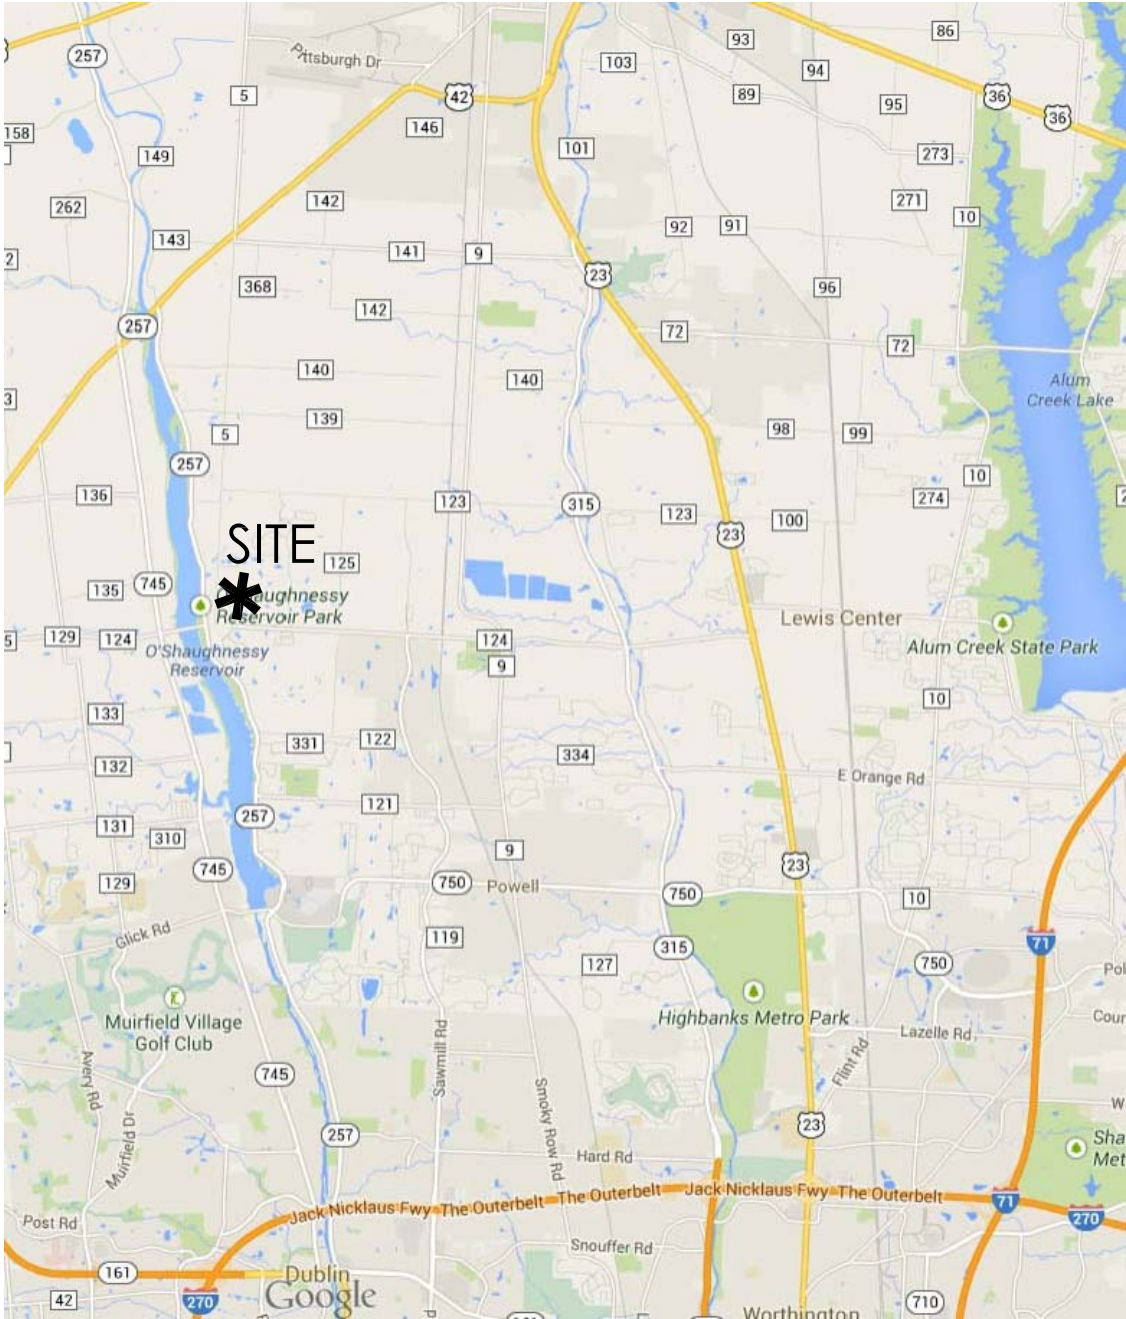 86
93
257
103
94
Pittsburgh Dr
89
36
5
42
95
36
146
158
101
149
273
142
271
262
10
92
91
143
141
9
2
23
368
96
142
257
72
72
140
140
Alum
Creek Lake
3
139
98
99
5
257
10
136
123
315
123
274
100
23
SITE
125
745
135
Reservoir Park
Lewis Center
5
129
124
124
Alum Creek State Park
O'Shaughnessy
Reservoir
9
10
133
331
122
334
132
E Orange Rd
121
257
131
310
9
745
23
129
750
Powell
750
10
Glick Rd
119
315
71
127
750
Pol
Muirfield Village
Golf Club
Highbanks Metro Park
Cour
Lazelle Rd
Avery Rd
745
Sawmill Rd
Flint Rd
Smoky Row Rd
W
Muirfield Dr
257
23
Sha
Met
Hard Rd
Jack Nicklaus Fwy The Outerbelt The Outerbelt Jack Nicklaus Fwy The Outerbelt
71
270
Post Rd
Snouffer Rd
161
Dublin
Google
42
270
710
Worthington